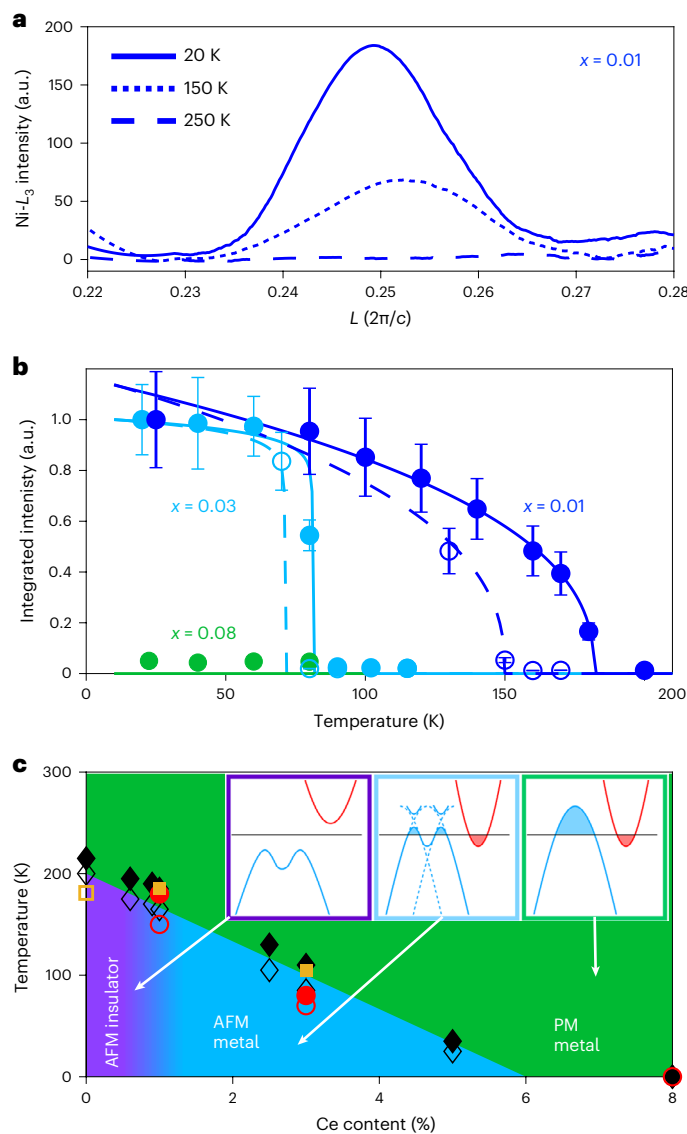 a
200
150
100
50
0
Ni-L3 intensity (a.u.)
20 K
150 K
250 K
x = 0.01
0.22 0.23 0.24 0.25 0.26 0.27 0.28
L (2π/c)
b
1.0
0.8
0.6
0.4
0.2
0
Integrated intenisty (a.u.)
x = 0.03
x = 0.01
x = 0.08
0 50 100 150 200
Temperature (K)
c
300
200
100
0
Temperature (K)
AFM insulator
AFM
metal
PM
metal
0 2 4 6 8
Ce content (%)